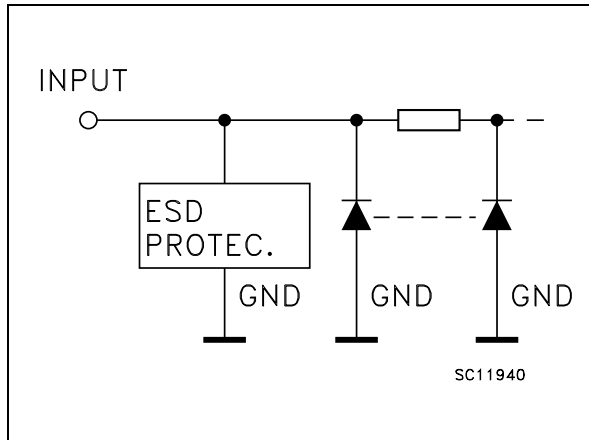 INPUT
ESD
PROTEC.
GND
GND
GND
SC11940